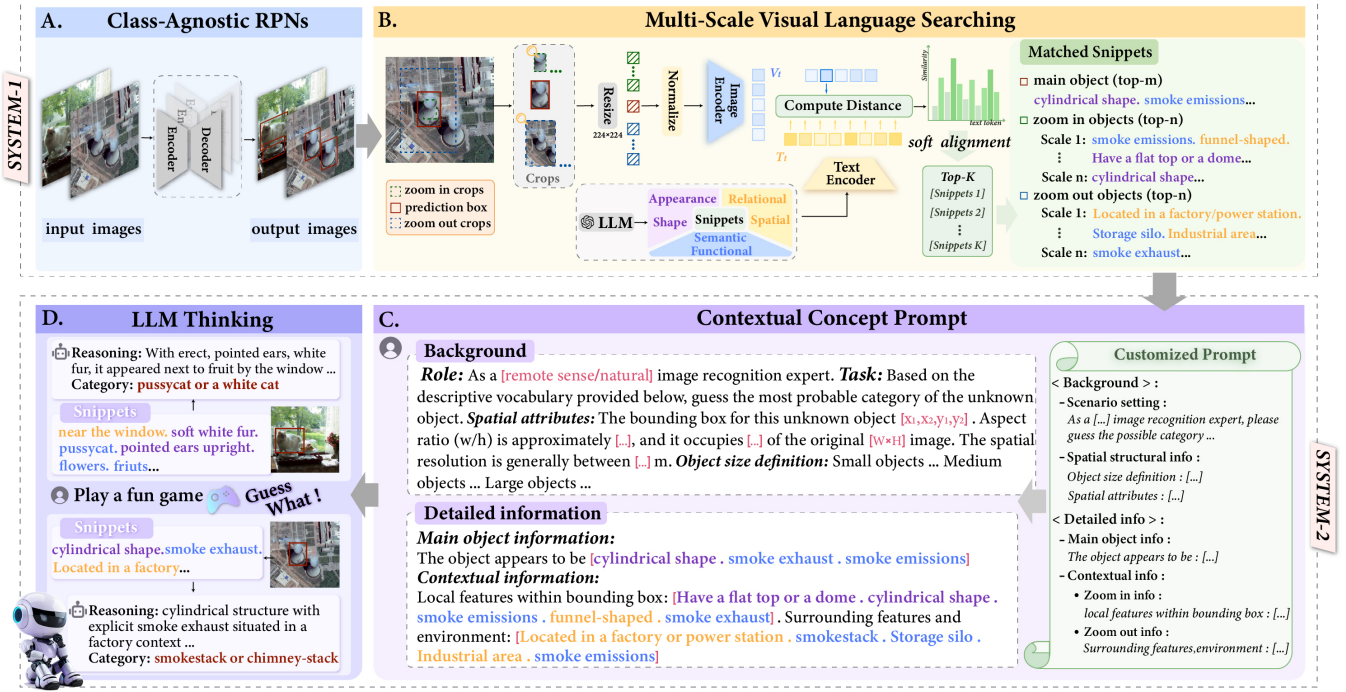 SYSTEM-1
A. Class-Agnostic RPNs
Encoder
Decoder
input images
output images
B. Multi-Scale Visual Language Searching
zoom in crops
prediction box
zoom out crops
Crops
Resize
224×224
Normalize
Image Encoder
Vt
Compute Distance
Tt
Text Encoder
LLM
Appearance
Relational
Shape
Snippets
Spatial
Semantic
Functional
Similarity
text token
soft alignment
Top-K
[Snippets 1]
[Snippets 2]
⋮
[Snippets K]
Matched Snippets
main object (top-m)
cylindrical shape. smoke emissions...
zoom in objects (top-n)
Scale 1: smoke emissions. funnel-shaped.
⋮ Have a flat top or a dome...
Scale n: cylindrical shape...
zoom out objects (top-n)
Scale 1: Located in a factory/power station.
⋮ Storage silo. Industrial area...
Scale n: smoke exhaust...
SYSTEM-2
C. Contextual Concept Prompt
Background
Role: As a [remote sense/natural] image recognition expert. Task: Based on the
descriptive vocabulary provided below, guess the most probable category of the unknown
object. Spatial attributes: The bounding box for this unknown object [x1,x2,y1,y2] . Aspect
ratio (w/h) is approximately [...], and it occupies [...] of the original [W*H] image. The spatial
resolution is generally between [...] m. Object size definition: Small objects ... Medium
objects ... Large objects ...
Detailed information
Main object information:
The object appears to be [cylindrical shape . smoke exhaust . smoke emissions]
Contextual information:
Local features within bounding box: [Have a flat top or a dome . cylindrical shape .
smoke emissions . funnel-shaped . smoke exhaust] . Surrounding features and
environment: [Located in a factory or power station . smokestack . Storage silo .
Industrial area . smoke emissions]
Customized Prompt
< Background > :
- Scenario setting :
As a [...] image recognition expert, please
guess the possible category ...
- Spatial structural info :
Object size definition : [...]
Spatial attributes : [...]
< Detailed info > :
- Main object info :
The object appears to be : [...]
- Contextual info :
• Zoom in info :
local features within bounding box : [...]
• Zoom out info :
Surrounding features,environment : [...]
D. LLM Thinking
Reasoning: With erect, pointed ears, white
fur, it appeared next to fruit by the window ...
Category: pussycat or a white cat
Snippets
near the window. soft white fur.
pussycat. pointed ears upright.
flowers. friuts...
Play a fun game
Guess
What !
Snippets
cylindrical shape.smoke exhaust.
Located in a factory...
Reasoning: cylindrical structure with
explicit smoke exhaust situated in a
factory context ...
Category: smokestack or chimney-stack